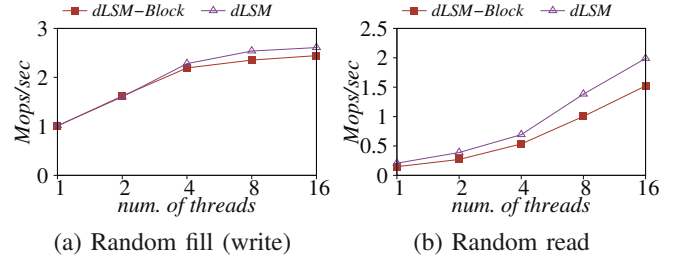 dLSM−Block dLSM
Mops/sec
3
2
1
0
1 2 4 8 16
num. of threads
(a) Random fill (write)
dLSM−Block dLSM
Mops/sec
2.5
2
1.5
1
0.5
0
1 2 4 8 16
num. of threads
(b) Random read